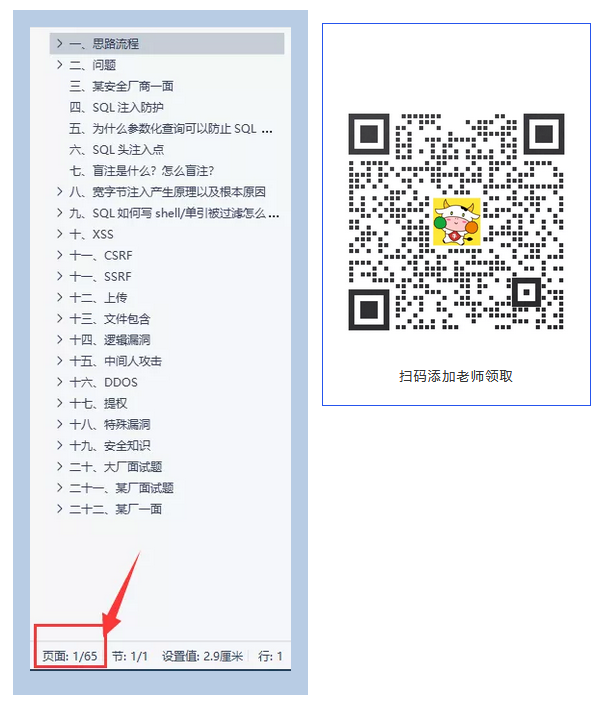 一、思路流程
二、问题
三、某安全厂商一面
四、SQL 注入防护
五、为什么参数化查询可以防止 SQL ...
六、SQL 头注入点
七、盲注是什么？怎么盲注？
八、宽字节注入产生原理以及根本原因
九、SQL 如何写 shell/单引被过滤怎么 ...
十、XSS
十一、CSRF
十一、SSRF
十二、上传
十三、文件包含
十四、逻辑漏洞
十五、中间人攻击
十六、DDOS
十七、提权
十八、特殊漏洞
十九、安全知识
二十、大厂面试题
二十一、某厂面试题
二十二、某厂一面
页面: 1/65 节: 1/1 设置值: 2.9厘米 行: 1
扫码添加老师领取